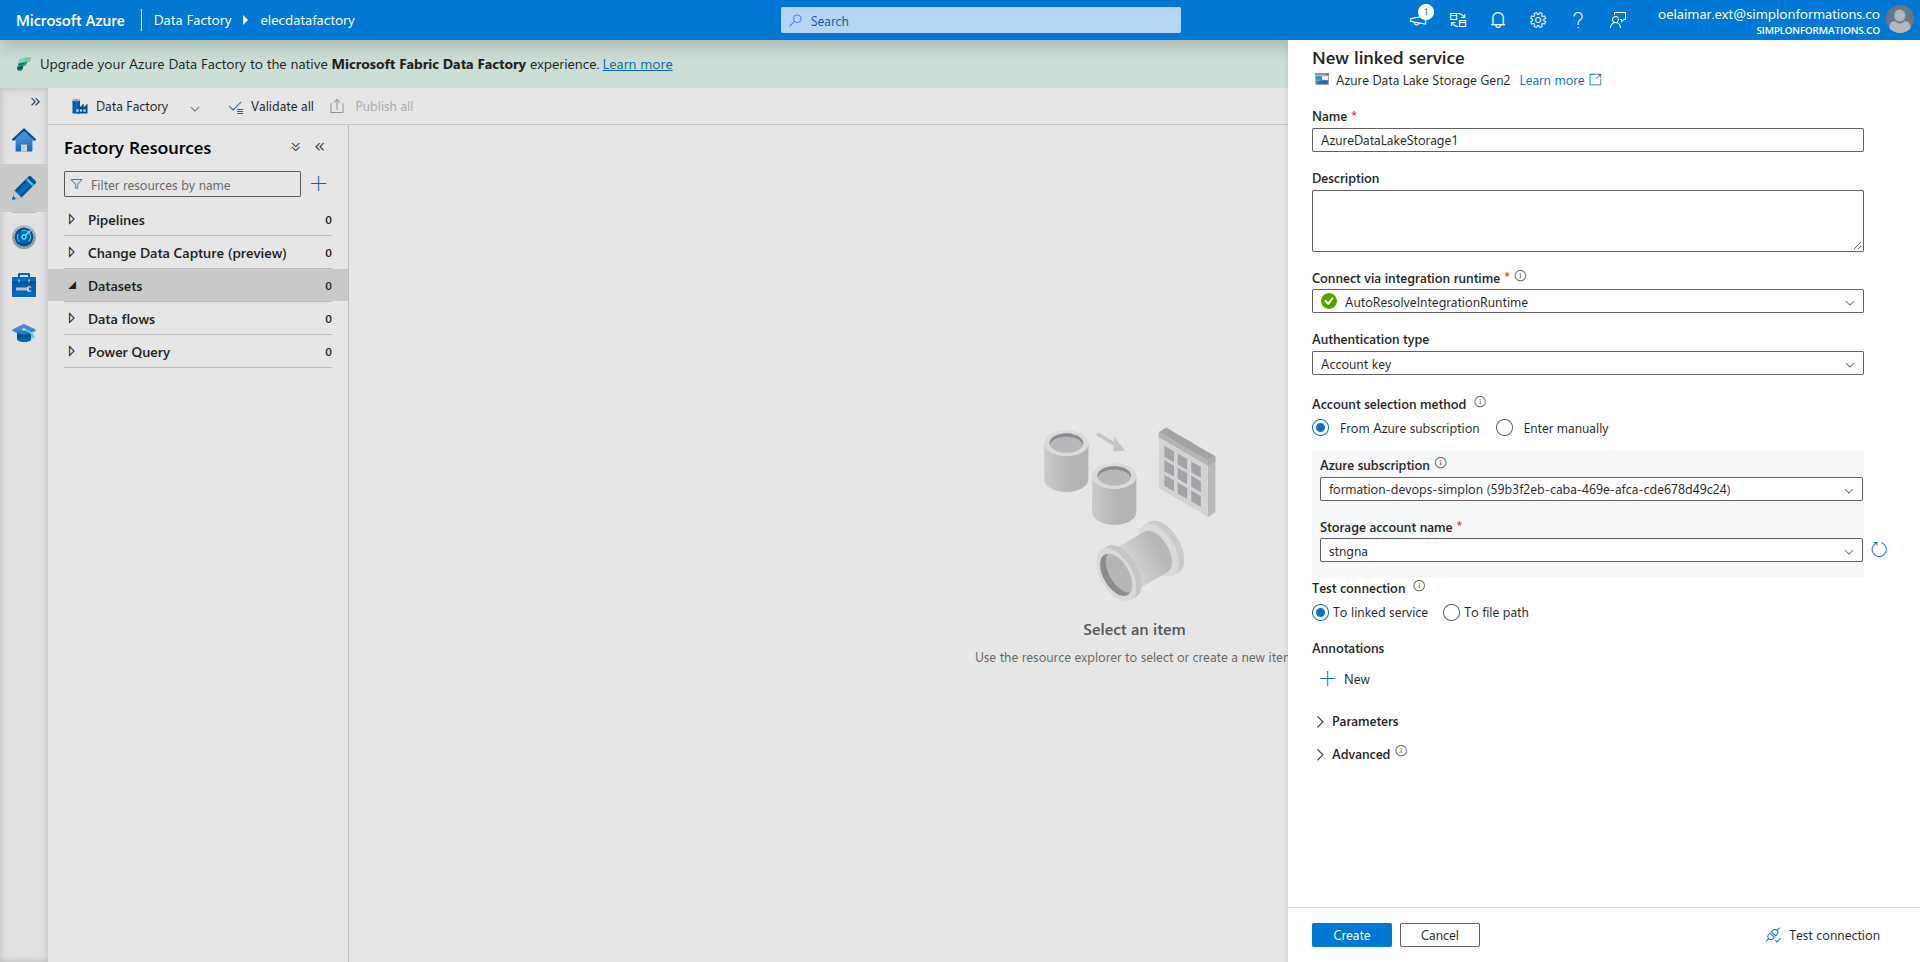 Microsoft Azure
Data Factory
elecdatafactory
Search
1
oelaimar.ext@simplonformations.co
SIMPLONFORMATIONS.CO
Upgrade your Azure Data Factory to the native Microsoft Fabric Data Factory experience. Learn more
Data Factory
Validate all
Publish all
Factory Resources
Filter resources by name
Pipelines 0
Change Data Capture (preview) 0
Datasets 0
Data flows 0
Power Query 0
Select an item
Use the resource explorer to select or create a new iter
New linked service
Azure Data Lake Storage Gen2 Learn more
Name *
AzureDataLakeStorage1
Description
Connect via integration runtime *
AutoResolveIntegrationRuntime
Authentication type
Account key
Account selection method
From Azure subscription Enter manually
Azure subscription
formation-devops-simplon (59b3f2eb-caba-469e-afca-cde678d49c24)
Storage account name *
stngna
Test connection
To linked service To file path
Annotations
New
Parameters
Advanced
Create Cancel Test connection